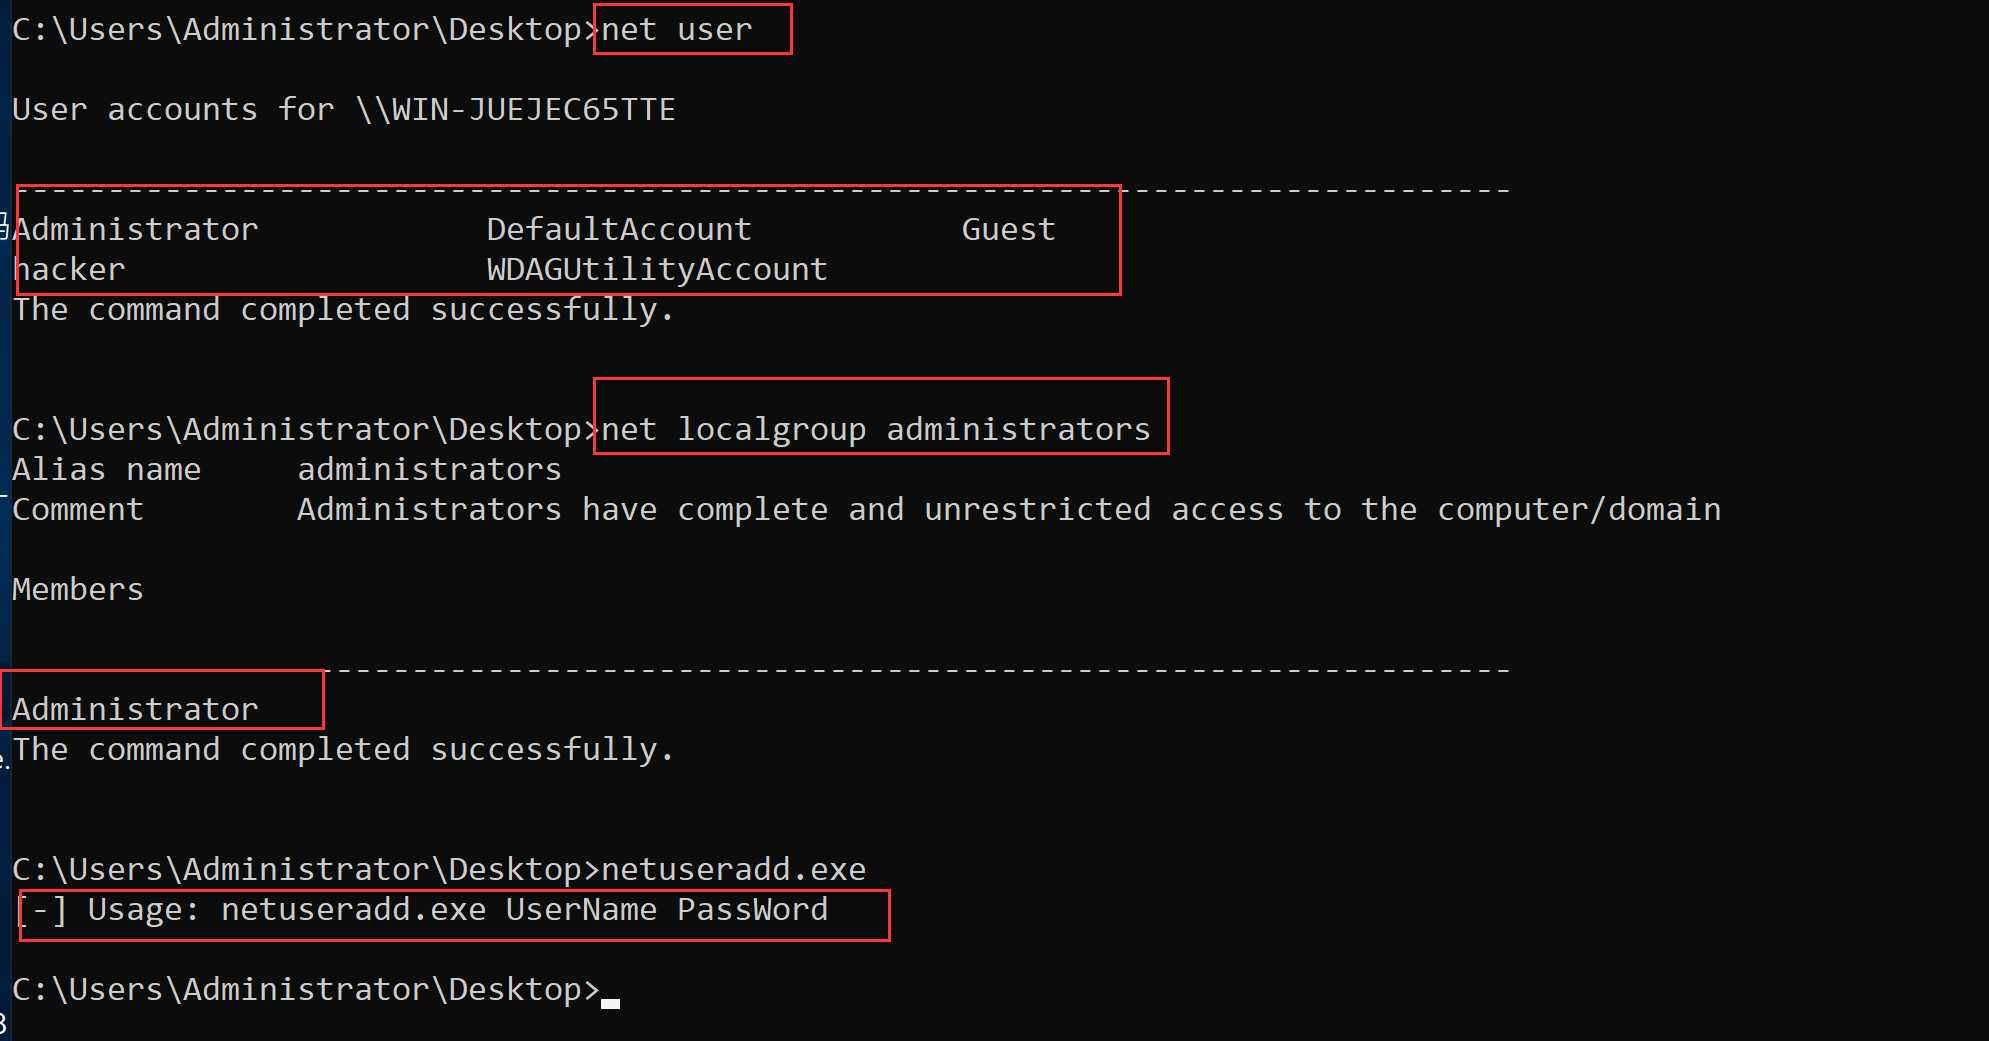 C:\Users\Administrator\Desktop>net user
User accounts for \\WIN-JUEJEC65TTE
-------------------------------------------------------------------------------
Administrator            DefaultAccount           Guest
hacker                   WDAGUtilityAccount
The command completed successfully.
C:\Users\Administrator\Desktop>net localgroup administrators
Alias name     administrators
Comment        Administrators have complete and unrestricted access to the computer/domain
Members
-------------------------------------------------------------------------------
Administrator
The command completed successfully.
C:\Users\Administrator\Desktop>netuseradd.exe
[-] Usage: netuseradd.exe UserName PassWord
C:\Users\Administrator\Desktop>